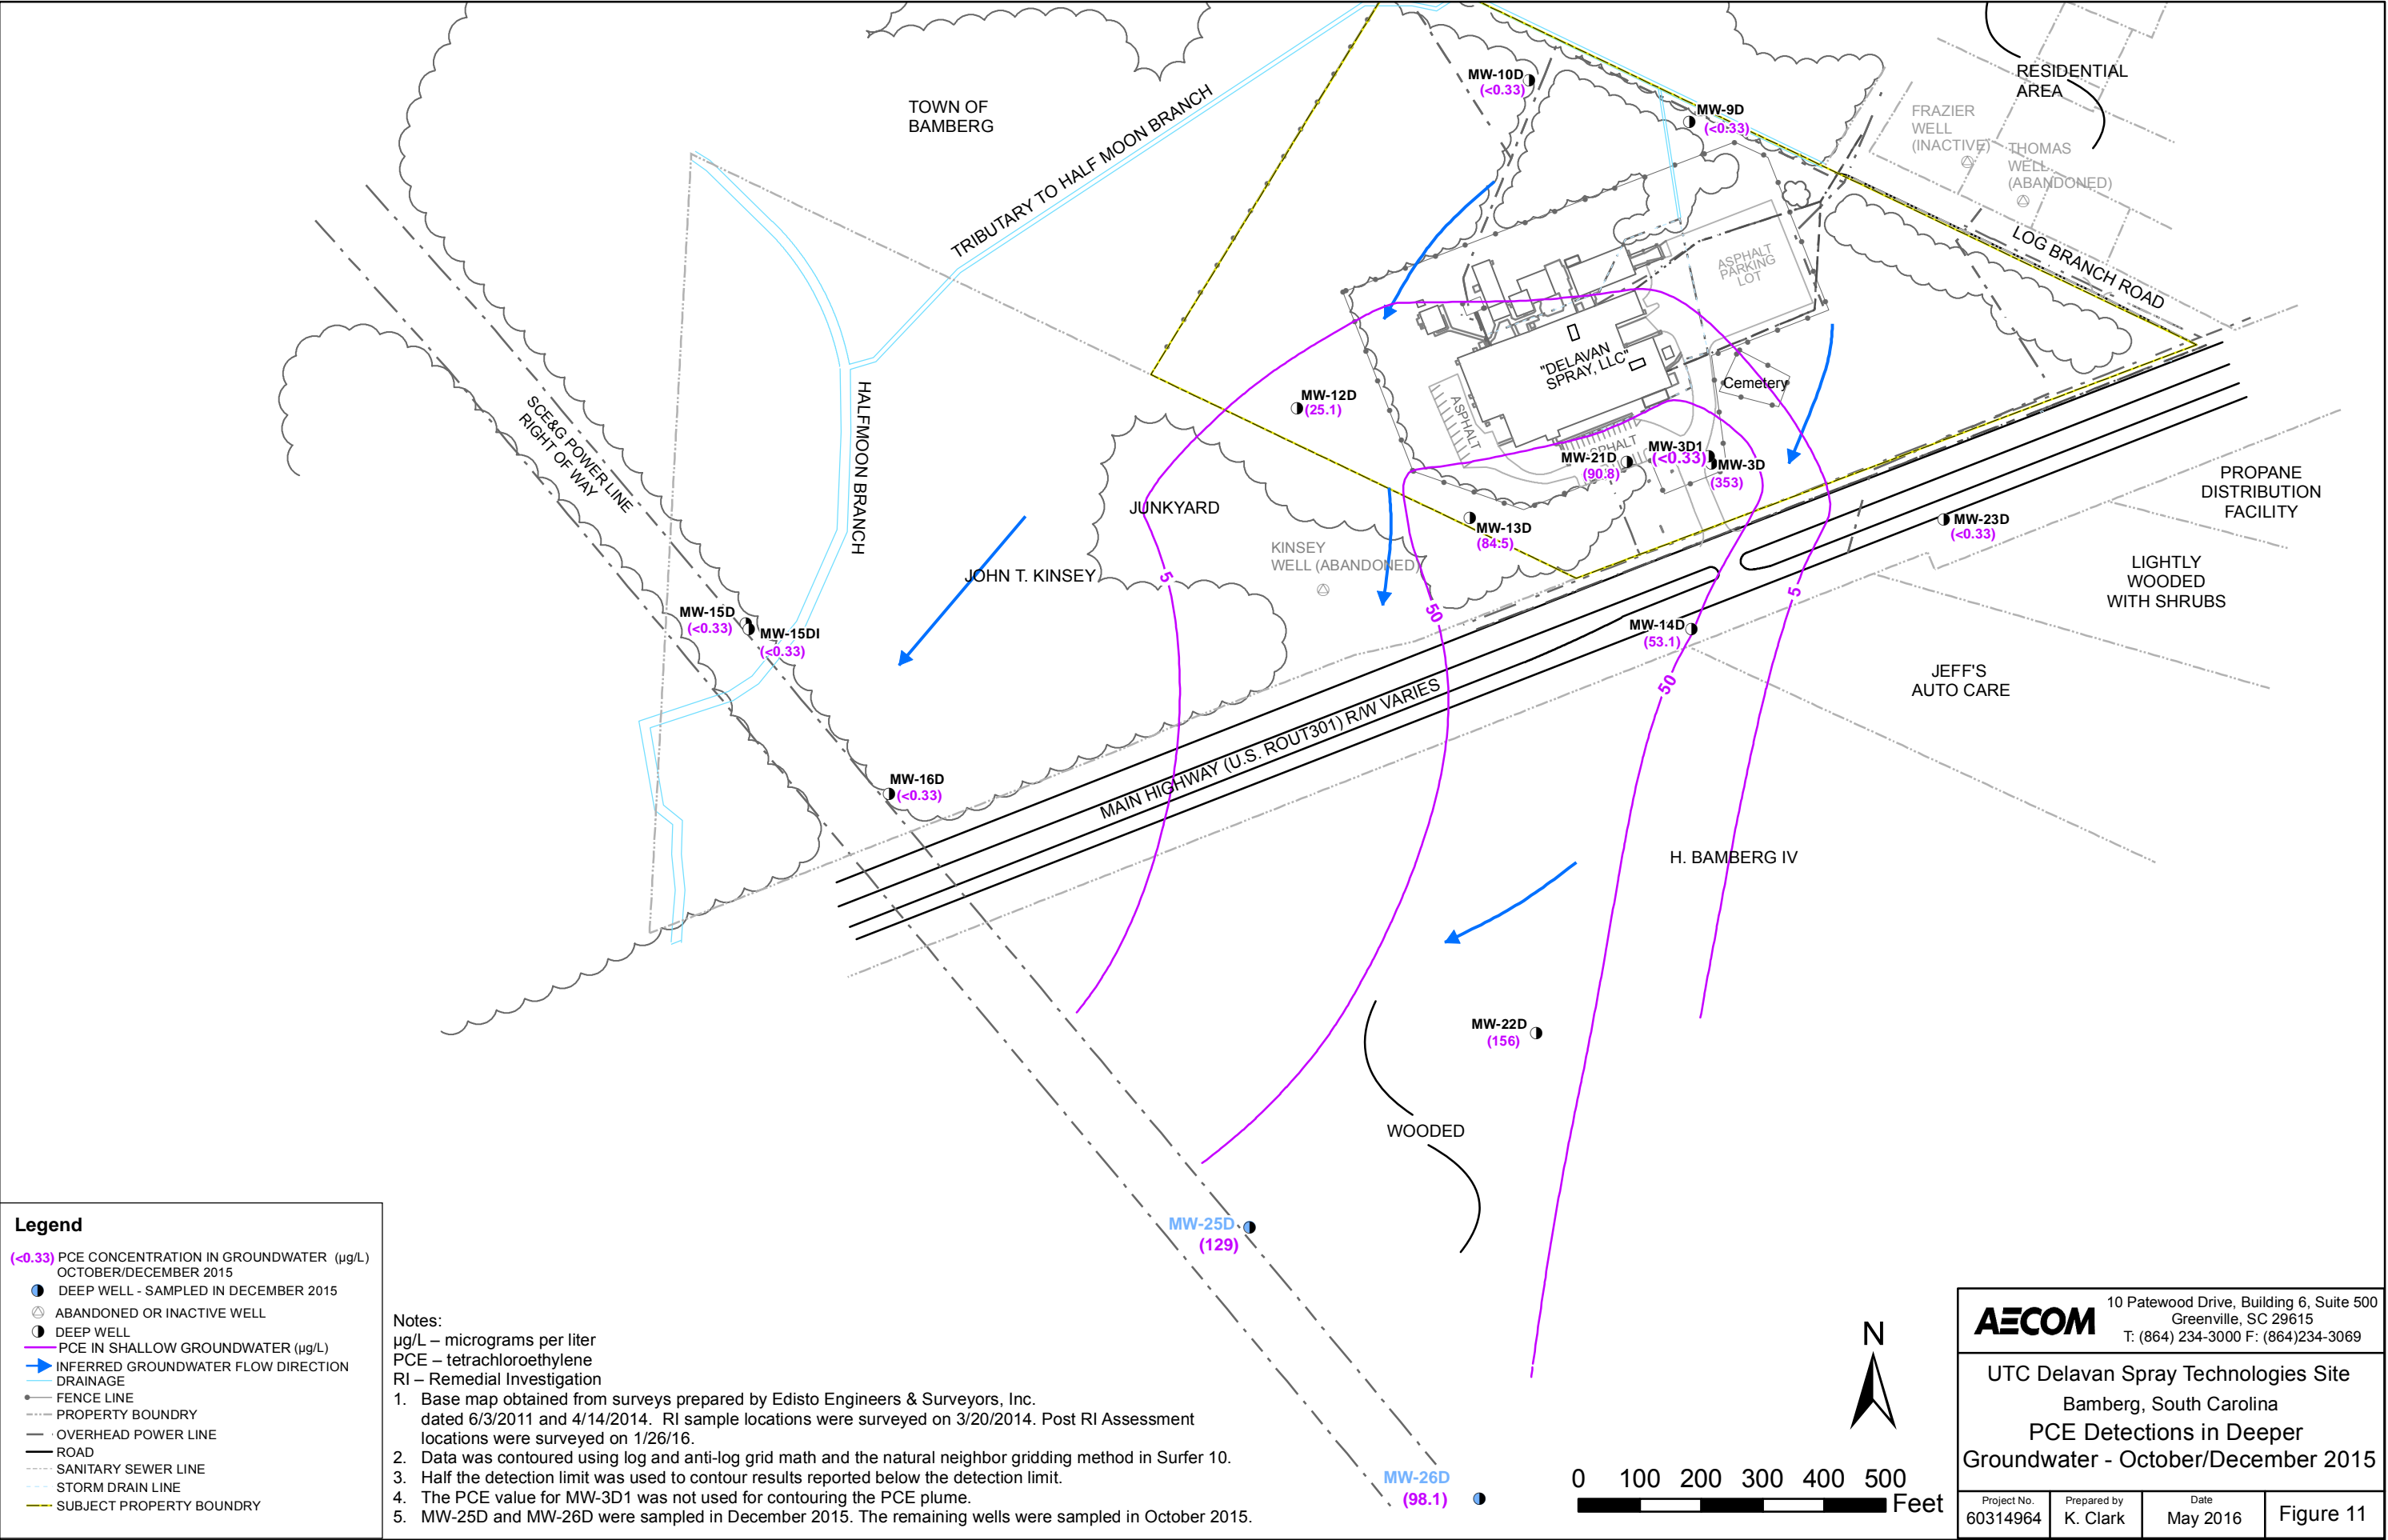 MW-10D
(<0.33)
MW-9D
(<0.33)
RESIDENTIAL
AREA
FRAZIER
WELL
(INACTIVE)
THOMAS
WELL
(ABANDONED)
TOWN OF
BAMBERG
TRIBUTARY TO HALF MOON BRANCH
LOG BRANCH ROAD
ASPHALT
PARKING
LOT
"DELAVAN
SPRAY, LLC"
Cemetery
MW-12D
(25.1)
ASPHALT
ASPHALT
SCE&G POWER LINE
RIGHT OF WAY
HALFMOON BRANCH
MW-21D
(90.8)
MW-3D1
(<0.33)
MW-3D
(353)
PROPANE
DISTRIBUTION
FACILITY
JUNKYARD
MW-13D
(84.5)
MW-23D
(<0.33)
KINSEY
WELL (ABANDONED)
JOHN T. KINSEY
5
50
5
LIGHTLY
WOODED
WITH SHRUBS
MW-15D
(<0.33)
MW-15DI
(<0.33)
MW-14D
(53.1)
50
JEFF'S
AUTO CARE
MAIN HIGHWAY (U.S. ROUT301) R/W VARIES
MW-16D
(<0.33)
H. BAMBERG IV
MW-22D
(156)
WOODED
MW-25D
(129)
MW-26D
(98.1)
Legend
(<0.33) PCE CONCENTRATION IN GROUNDWATER (µg/L)
OCTOBER/DECEMBER 2015
DEEP WELL - SAMPLED IN DECEMBER 2015
ABANDONED OR INACTIVE WELL
DEEP WELL
PCE IN SHALLOW GROUNDWATER (µg/L)
INFERRED GROUNDWATER FLOW DIRECTION
DRAINAGE
FENCE LINE
PROPERTY BOUNDRY
OVERHEAD POWER LINE
ROAD
SANITARY SEWER LINE
STORM DRAIN LINE
SUBJECT PROPERTY BOUNDRY
Notes:
µg/L – micrograms per liter
PCE – tetrachloroethylene
RI – Remedial Investigation
1. Base map obtained from surveys prepared by Edisto Engineers & Surveyors, Inc.
dated 6/3/2011 and 4/14/2014. RI sample locations were surveyed on 3/20/2014. Post RI Assessment
locations were surveyed on 1/26/16.
2. Data was contoured using log and anti-log grid math and the natural neighbor gridding method in Surfer 10.
3. Half the detection limit was used to contour results reported below the detection limit.
4. The PCE value for MW-3D1 was not used for contouring the PCE plume.
5. MW-25D and MW-26D were sampled in December 2015. The remaining wells were sampled in October 2015.
N
0 100 200 300 400 500
Feet
AECOM
10 Patewood Drive, Building 6, Suite 500
Greenville, SC 29615
T: (864) 234-3000 F: (864)234-3069
UTC Delavan Spray Technologies Site
Bamberg, South Carolina
PCE Detections in Deeper
Groundwater - October/December 2015
Project No.
60314964
Prepared by
K. Clark
Date
May 2016
Figure 11